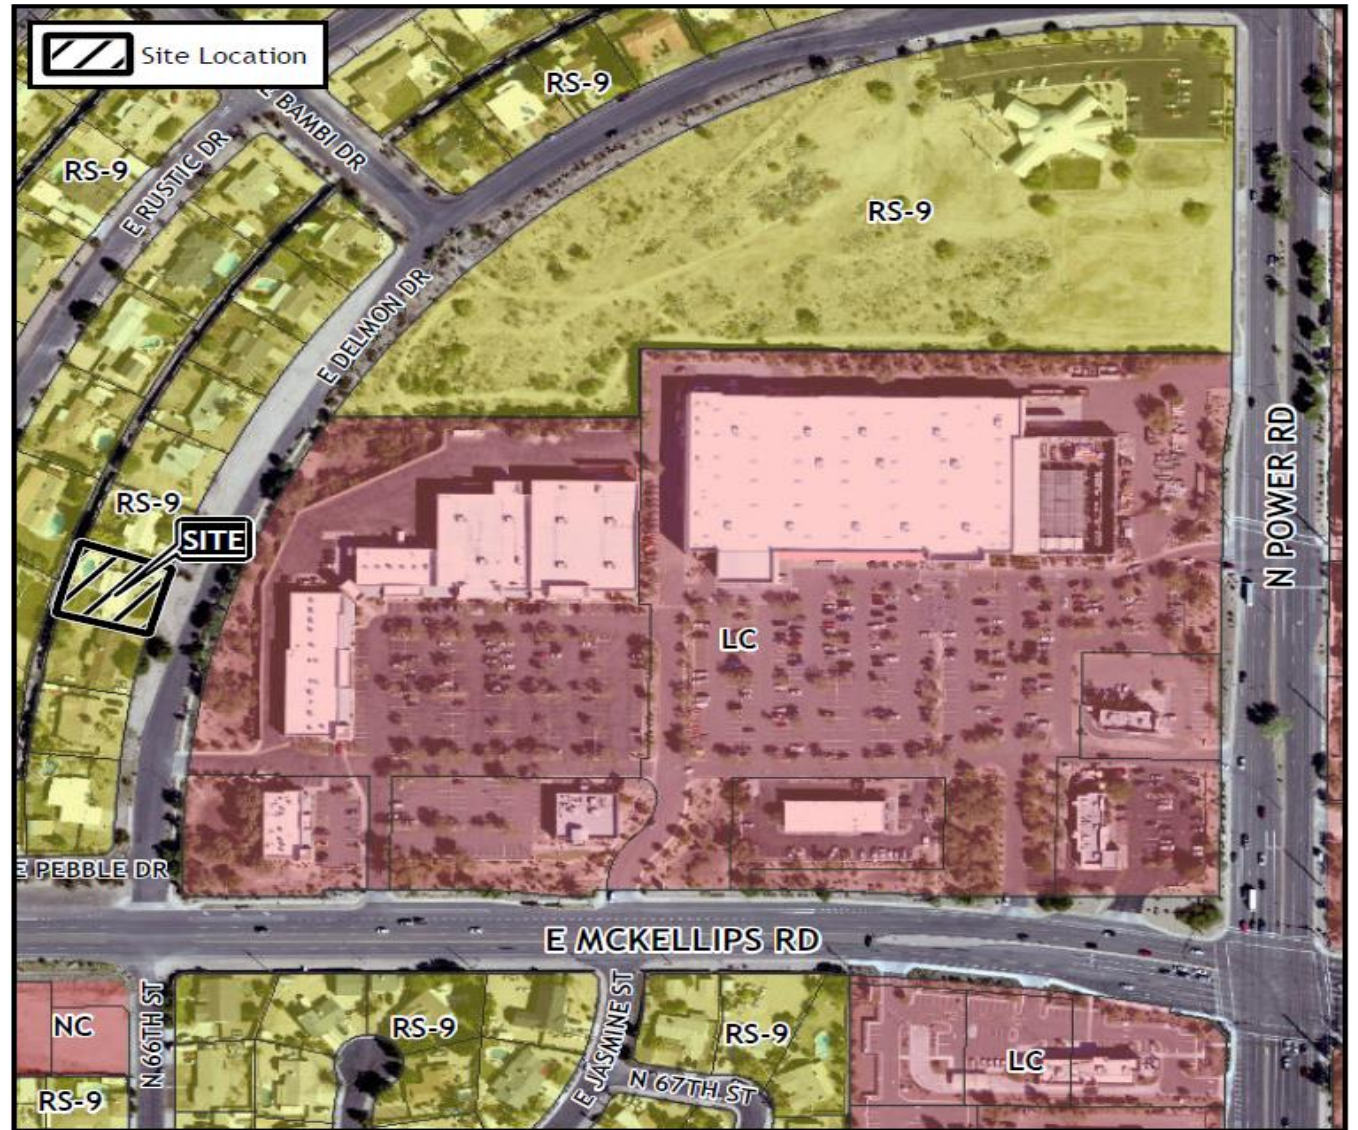 Site Location
RS-9
E BAMBI DR
RS-9
E RUSTIC DR
RS-9
E DELMON DR
N POWER RD
RS-9
SITE
LC
E PEBBLE DR
E MCKELLIPS RD
NC
N 66TH ST
RS-9
E JASMINE ST
RS-9
LC
N 67TH ST
RS-9